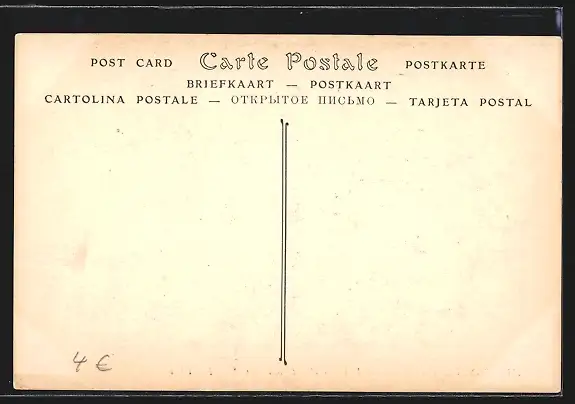 POST CARD Carte Postale POSTKARTE
BRIEFKAART — POSTKAART
CARTOLINA POSTALE — ОТКРЫТОЕ ПИСЬМО — TARJETA POSTAL
4 €